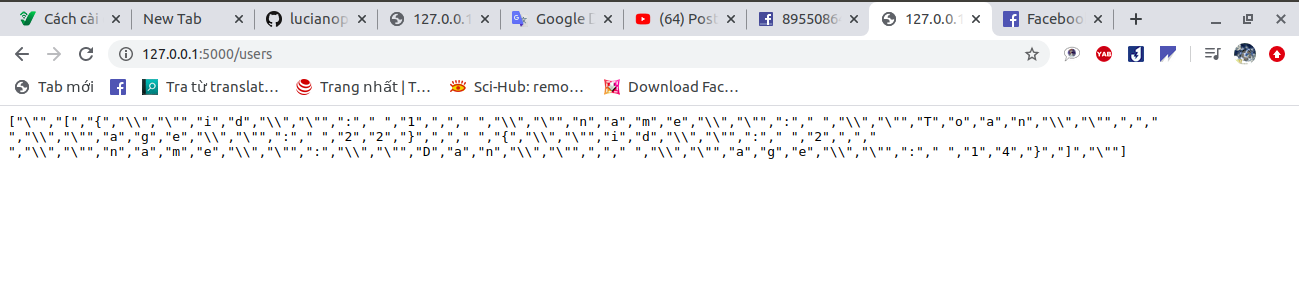 Cách cài
New Tab
lucianop
127.0.0.1
Google D
(64) Post
89550864
127.0.0.1
Faceboo
127.0.0.1:5000/users
YAB
Tab mới
Tra từ translat…
Trang nhất | T…
Sci-Hub: remo…
Download Fac…
["\"","[","{","\\","\"","i","d","\\","\"",":"," ","1",","," ","\\","\"","n","a","m","e","\\","\"",":"," ","\\","\"","T","o","a","n","\\","\"",","," 
","\\","\"","a","g","e","\\","\"",":"," ","2","2","}",","," ","{","\\","\"","i","d","\\","\"",":"," ","2",","," 
","\\","\"","n","a","m","e","\\","\"",":","\\","\"","D","a","n","\\","\"",","," ","\\","\"","a","g","e","\\","\"",":"," ","1","4","}","]","\""]